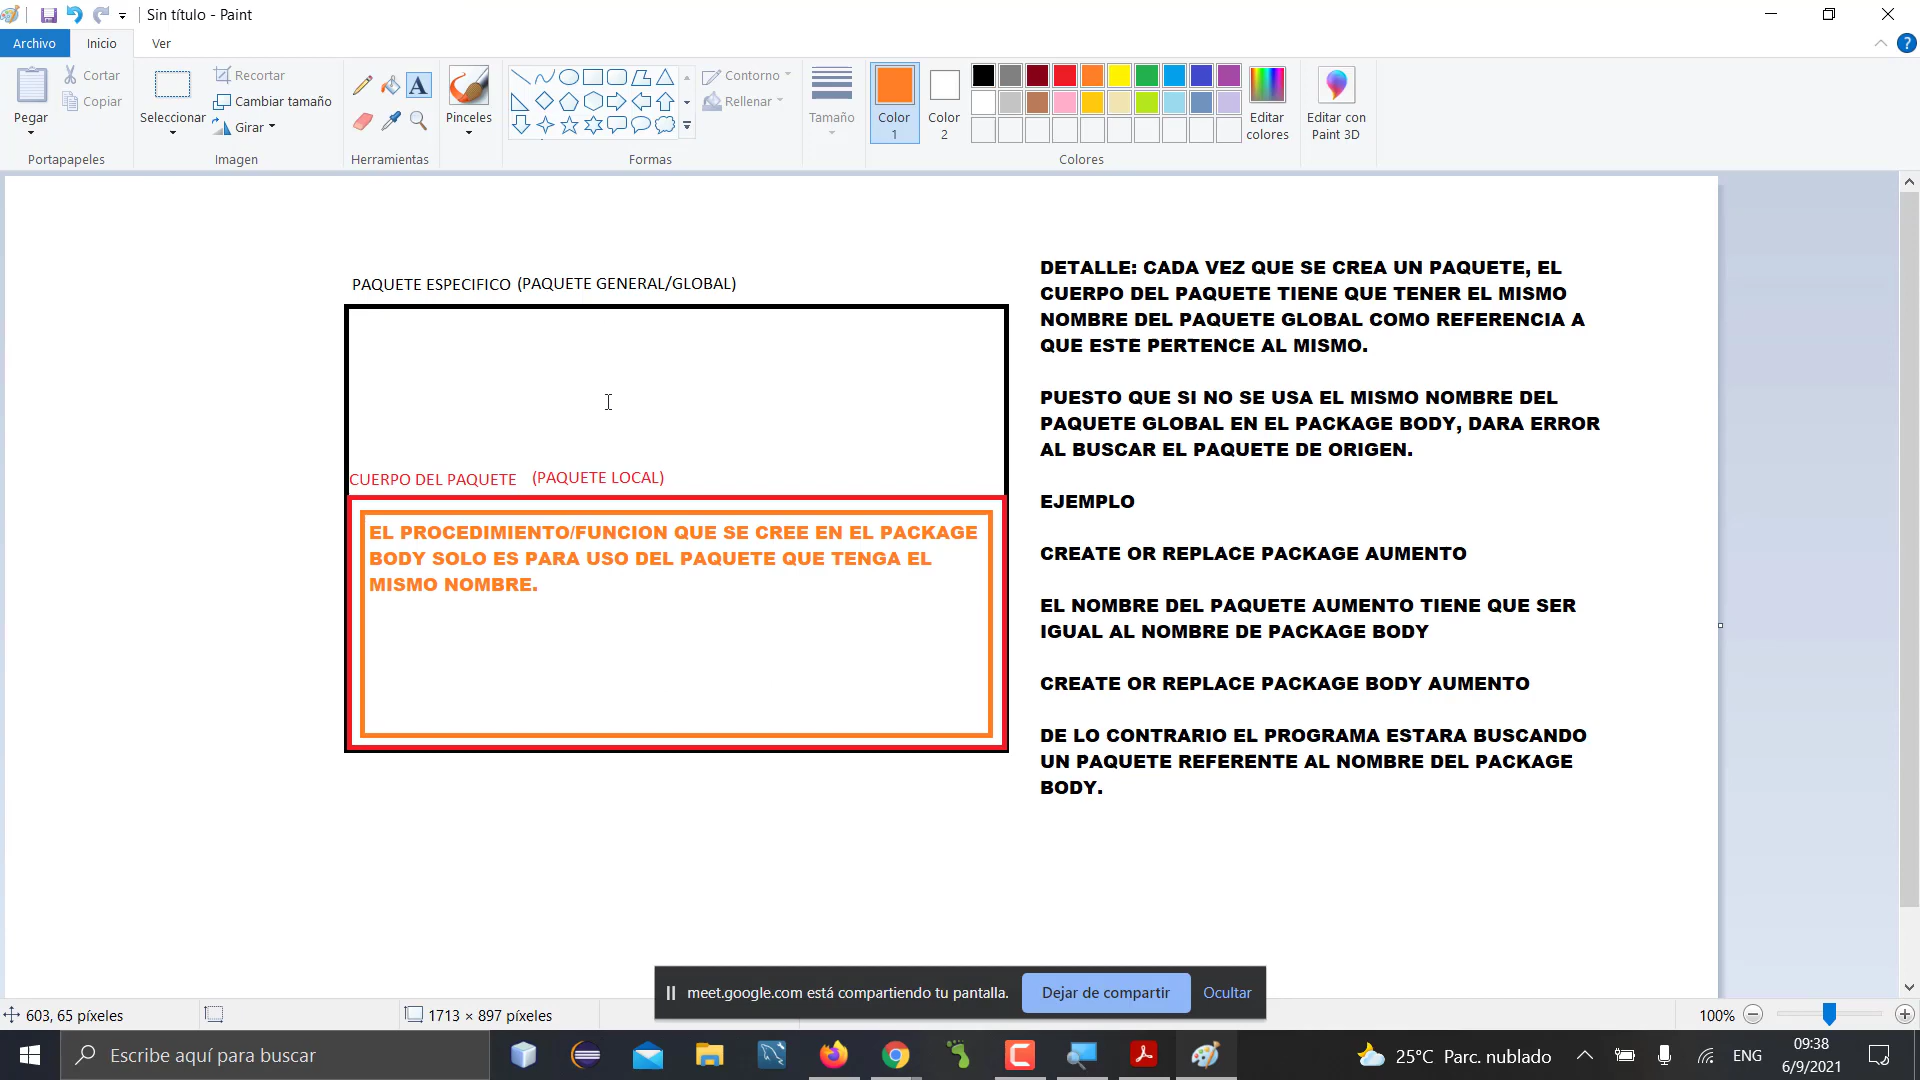 Sin título - Paint
Archivo
Inicio
Ver
Pegar
Cortar
Copiar
Portapapeles
Seleccionar
Recortar
Cambiar tamaño
Girar
Imagen
A
Herramientas
Pinceles
Contorno
Rellenar
Formas
Tamaño
Color
1
Color
2
Editar
colores
Colores
Editar con
Paint 3D
PAQUETE ESPECIFICO (PAQUETE GENERAL/GLOBAL)
CUERPO DEL PAQUETE (PAQUETE LOCAL)
EL PROCEDIMIENTO/FUNCION QUE SE CREE EN EL PACKAGE
BODY SOLO ES PARA USO DEL PAQUETE QUE TENGA EL
MISMO NOMBRE.
DETALLE: CADA VEZ QUE SE CREA UN PAQUETE, EL
CUERPO DEL PAQUETE TIENE QUE TENER EL MISMO
NOMBRE DEL PAQUETE GLOBAL COMO REFERENCIA A
QUE ESTE PERTENCE AL MISMO.
PUESTO QUE SI NO SE USA EL MISMO NOMBRE DEL
PAQUETE GLOBAL EN EL PACKAGE BODY, DARA ERROR
AL BUSCAR EL PAQUETE DE ORIGEN.
EJEMPLO
CREATE OR REPLACE PACKAGE AUMENTO
EL NOMBRE DEL PAQUETE AUMENTO TIENE QUE SER
IGUAL AL NOMBRE DE PACKAGE BODY
CREATE OR REPLACE PACKAGE BODY AUMENTO
DE LO CONTRARIO EL PROGRAMA ESTARA BUSCANDO
UN PAQUETE REFERENTE AL NOMBRE DEL PACKAGE
BODY.
meet.google.com está compartiendo tu pantalla.
Dejar de compartir
Ocultar
603, 65 píxeles
1713 × 897 píxeles
100%
Escribe aquí para buscar
25°C Parc. nublado
ENG
09:38
6/9/2021